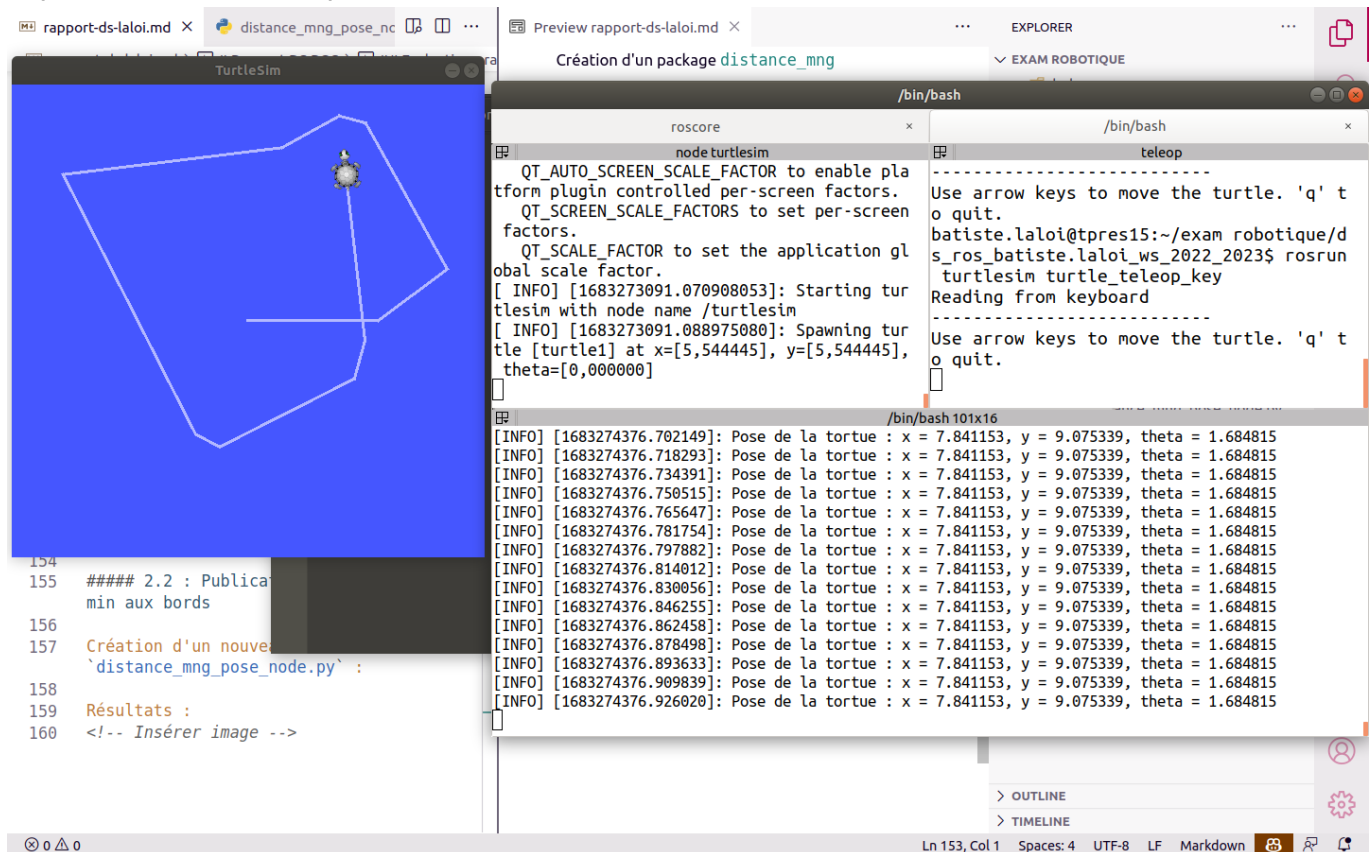 rapport-ds-laloi.md
distance_mng_pose_no
Preview rapport-ds-laloi.md
EXPLORER
EXAM ROBOTIQUE
Création d'un package distance_mng
TurtleSim
/bin/bash
roscore
/bin/bash
node turtlesim
QT_AUTO_SCREEN_SCALE_FACTOR to enable pla
tform plugin controlled per-screen factors.
QT_SCREEN_SCALE_FACTORS to set per-screen
factors.
QT_SCALE_FACTOR to set the application gl
obal scale factor.
[ INFO] [1683273091.070908053]: Starting tur
tlesim with node name /turtlesim
[ INFO] [1683273091.088975080]: Spawning tur
tle [turtle1] at x=[5,544445], y=[5,544445],
theta=[0,000000]
teleop
---------------------------
Use arrow keys to move the turtle. 'q' t
o quit.
batiste.laloi@tpres15:~/exam robotique/d
s_ros_batiste.laloi_ws_2022_2023$ rosrun
turtlesim turtle_teleop_key
Reading from keyboard
---------------------------
Use arrow keys to move the turtle. 'q' t
o quit.
/bin/bash 101x16
[INFO] [1683274376.702149]: Pose de la tortue : x = 7.841153, y = 9.075339, theta = 1.684815
[INFO] [1683274376.718293]: Pose de la tortue : x = 7.841153, y = 9.075339, theta = 1.684815
[INFO] [1683274376.734391]: Pose de la tortue : x = 7.841153, y = 9.075339, theta = 1.684815
[INFO] [1683274376.750515]: Pose de la tortue : x = 7.841153, y = 9.075339, theta = 1.684815
[INFO] [1683274376.765647]: Pose de la tortue : x = 7.841153, y = 9.075339, theta = 1.684815
[INFO] [1683274376.781754]: Pose de la tortue : x = 7.841153, y = 9.075339, theta = 1.684815
[INFO] [1683274376.797882]: Pose de la tortue : x = 7.841153, y = 9.075339, theta = 1.684815
[INFO] [1683274376.814012]: Pose de la tortue : x = 7.841153, y = 9.075339, theta = 1.684815
[INFO] [1683274376.830056]: Pose de la tortue : x = 7.841153, y = 9.075339, theta = 1.684815
[INFO] [1683274376.846255]: Pose de la tortue : x = 7.841153, y = 9.075339, theta = 1.684815
[INFO] [1683274376.862458]: Pose de la tortue : x = 7.841153, y = 9.075339, theta = 1.684815
[INFO] [1683274376.878498]: Pose de la tortue : x = 7.841153, y = 9.075339, theta = 1.684815
[INFO] [1683274376.893633]: Pose de la tortue : x = 7.841153, y = 9.075339, theta = 1.684815
[INFO] [1683274376.909839]: Pose de la tortue : x = 7.841153, y = 9.075339, theta = 1.684815
[INFO] [1683274376.926020]: Pose de la tortue : x = 7.841153, y = 9.075339, theta = 1.684815
154
155 ##### 2.2 : Publicat
min aux bords
156
157 Création d'un nouve
`distance_mng_pose_node.py` :
158
159 Résultats :
160 <!-- Insérer image -->
OUTLINE
TIMELINE
0 0
Ln 153, Col 1 Spaces: 4 UTF-8 LF Markdown